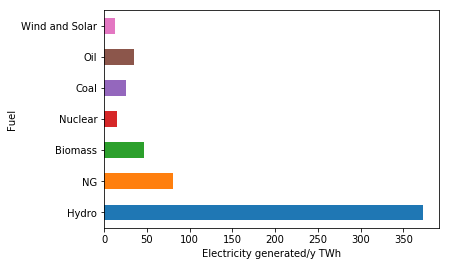 Wind and Solar
Oil
Coal
Nuclear
Biomass
NG
Hydro
Fuel
0 50 100 150 200 250 300 350
Electricity generated/y TWh